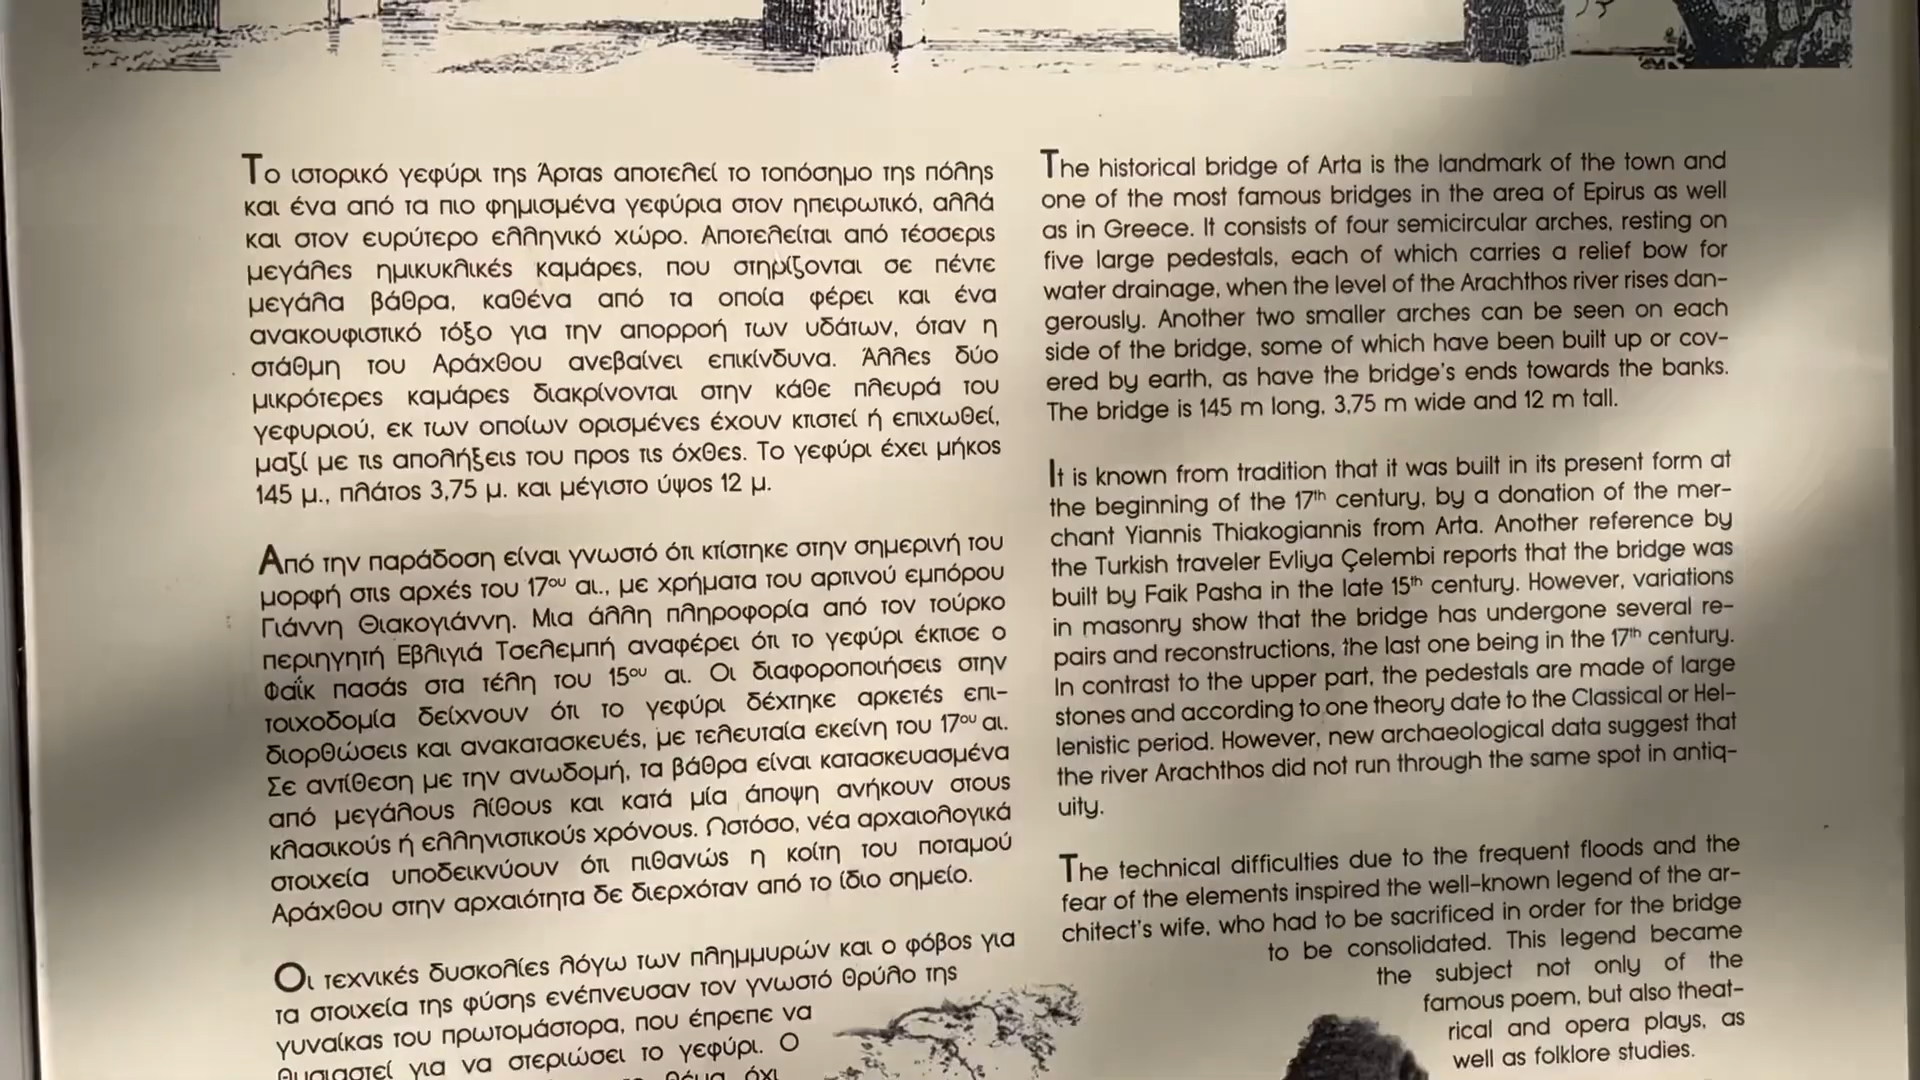 Το ιστορικό γεφύρι της Άρτας αποτελεί το τοπόσημο της πόλης
και ένα από τα πιο φημισμένα γεφύρια στον ηπειρωτικό, αλλά
και στον ευρύτερο ελληνικό χώρο. Αποτελείται από τέσσερις
μεγάλες ημικυκλικές καμάρες, που στηρίζονται σε πέντε
μεγάλα βάθρα, καθένα από τα οποία φέρει και ένα
ανακουφιστικό τόξο για την απορροή των υδάτων, όταν η
στάθμη του Αράχθου ανεβαίνει επικίνδυνα. Άλλες δύο
μικρότερες καμάρες διακρίνονται στην κάθε πλευρά του
γεφυριού, εκ των οποίων ορισμένες έχουν κτιστεί ή επιχωθεί,
μαζί με τις απολήξεις του προς τις όχθες. Το γεφύρι έχει μήκος
145 μ., πλάτος 3,75 μ. και μέγιστο ύψος 12 μ.
Από την παράδοση είναι γνωστό ότι κτίστηκε στην σημερινή του
μορφή στις αρχές του 17ου αι., με χρήματα του αρτινού εμπόρου
Γιάννη Θιακογιάννη. Μια άλλη πληροφορία από τον τούρκο
περιηγητή Εβλιγιά Τσελεμπή αναφέρει ότι το γεφύρι έκτισε ο
Φαΐκ πασάς στα τέλη του 15ου αι. Οι διαφοροποιήσεις στην
τοιχοδομία δείχνουν ότι το γεφύρι δέχτηκε αρκετές επι-
διορθώσεις και ανακατασκευές, με τελευταία εκείνη του 17ου αι.
Σε αντίθεση με την ανωδομή, τα βάθρα είναι κατασκευασμένα
από μεγάλους λίθους και κατά μία άποψη ανήκουν στους
κλασικούς ή ελληνιστικούς χρόνους. Ωστόσο, νέα αρχαιολογικά
στοιχεία υποδεικνύουν ότι πιθανώς η κοίτη του ποταμού
Αράχθου στην αρχαιότητα δε διερχόταν από το ίδιο σημείο.
Οι τεχνικές δυσκολίες λόγω των πλημμυρών και ο φόβος για
τα στοιχεία της φύσης ενέπνευσαν τον γνωστό θρύλο της
γυναίκας του πρωτομάστορα, που έπρεπε να
θυσιαστεί για να στεριώσει το γεφύρι. Ο
θέμα όχι
The historical bridge of Arta is the landmark of the town and
one of the most famous bridges in the area of Epirus as well
as in Greece. It consists of four semicircular arches, resting on
five large pedestals, each of which carries a relief bow for
water drainage, when the level of the Arachthos river rises dan-
gerously. Another two smaller arches can be seen on each
side of the bridge, some of which have been built up or cov-
ered by earth, as have the bridge's ends towards the banks.
The bridge is 145 m long, 3,75 m wide and 12 m tall.
It is known from tradition that it was built in its present form at
the beginning of the 17th century, by a donation of the mer-
chant Yiannis Thiakogiannis from Arta. Another reference by
the Turkish traveler Evliya Çelembi reports that the bridge was
built by Faik Pasha in the late 15th century. However, variations
in masonry show that the bridge has undergone several re-
pairs and reconstructions, the last one being in the 17th century.
In contrast to the upper part, the pedestals are made of large
stones and according to one theory date to the Classical or Hel-
lenistic period. However, new archaeological data suggest that
the river Arachthos did not run through the same spot in antiq-
uity.
The technical difficulties due to the frequent floods and the
fear of the elements inspired the well-known legend of the ar-
chitect's wife, who had to be sacrificed in order for the bridge
to be consolidated. This legend became
the subject not only of the
famous poem, but also theat-
rical and opera plays, as
well as folklore studies.